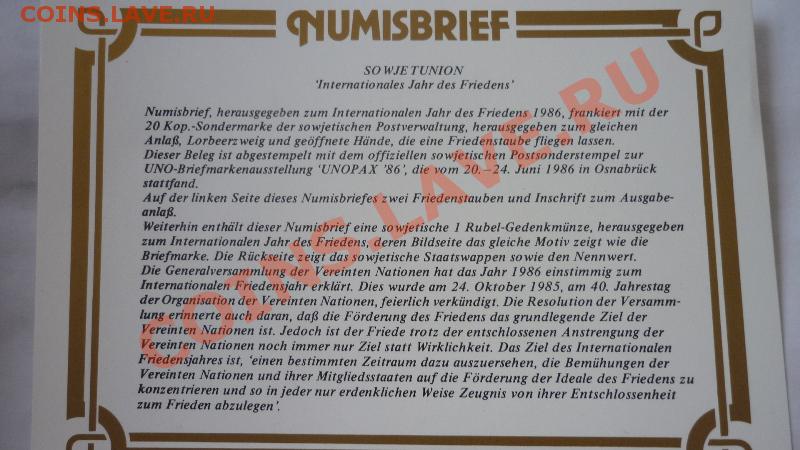 COINS.LAVE.RU
NUMISBRIEF
SOWJETUNION
‘Internationales Jahr des Friedens’
Numisbrief, herausgegeben zum Internationalen Jahr des Friedens 1986, frankiert mit der
20 Kop.-Sondermarke der sowjetischen Postverwaltung, herausgegeben zum gleichen
Anlaß, Lorbeerzweig und geöffnete Hände, die eine Friedenstaube fliegen lassen.
Dieser Beleg ist abgestempelt mit dem offiziellen sowjetischen Postsonderstempel zur
UNO-Briefmarkenausstellung ‘UNOPAX ’86’, die vom 20.–24. Juni 1986 in Osnabrück
stattfand.
Auf der linken Seite dieses Numisbriefes zwei Friedenstauben und Inschrift zum Ausgabe-
anlaß.
Weiterhin enthält dieser Numisbrief eine sowjetische 1 Rubel-Gedenkmünze, herausgegeben
zum Internationalen Jahr des Friedens, deren Bildseite das gleiche Motiv zeigt wie die
Briefmarke. Die Rückseite zeigt das sowjetische Staatswappen sowie den Nennwert.
Die Generalversammlung der Vereinten Nationen hat das Jahr 1986 einstimmig zum
Internationalen Friedensjahr erklärt. Dies wurde am 24. Oktober 1985, am 40. Jahrestag
der Organisation der Vereinten Nationen, feierlich verkündigt. Die Resolution der Versamm-
lung erinnerte auch daran, daß die Förderung des Friedens das grundlegende Ziel der
Vereinten Nationen ist. Jedoch ist der Friede trotz der entschlossenen Anstrengung der
Vereinten Nationen noch immer nur Ziel statt Wirklichkeit. Das Ziel des Internationalen
Friedensjahres ist, ‘einen bestimmten Zeitraum dazu auszuersehen, die Bemühungen der
Vereinten Nationen und ihrer Mitgliedsstaaten auf die Förderung der Ideale des Friedens zu
konzentrieren und so in jeder nur erdenklichen Weise Zeugnis von ihrer Entschlossenheit
zum Frieden abzulegen’.
COINS.LAVE.RU